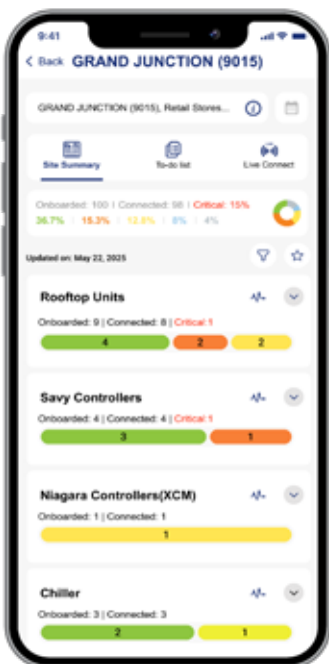 9:41
Back GRAND JUNCTION (9015)
GRAND JUNCTION (9015), Retail Stores...
Site Summary To-do list Live Connect
Onboarded: 100 | Connected: 98 | Critical: 15%
36.7% | 15.3% | 12.8% | 8% | 4%
Updated on: May 22, 2025
Rooftop Units
Onboarded: 9 | Connected: 8 | Critical:1
4 2 2
Savy Controllers
Onboarded: 4 | Connected: 4 | Critical:1
3 1
Niagara Controllers(XCM)
Onboarded: 1 | Connected: 1
1
Chiller
Onboarded: 3 | Connected: 3
2 1